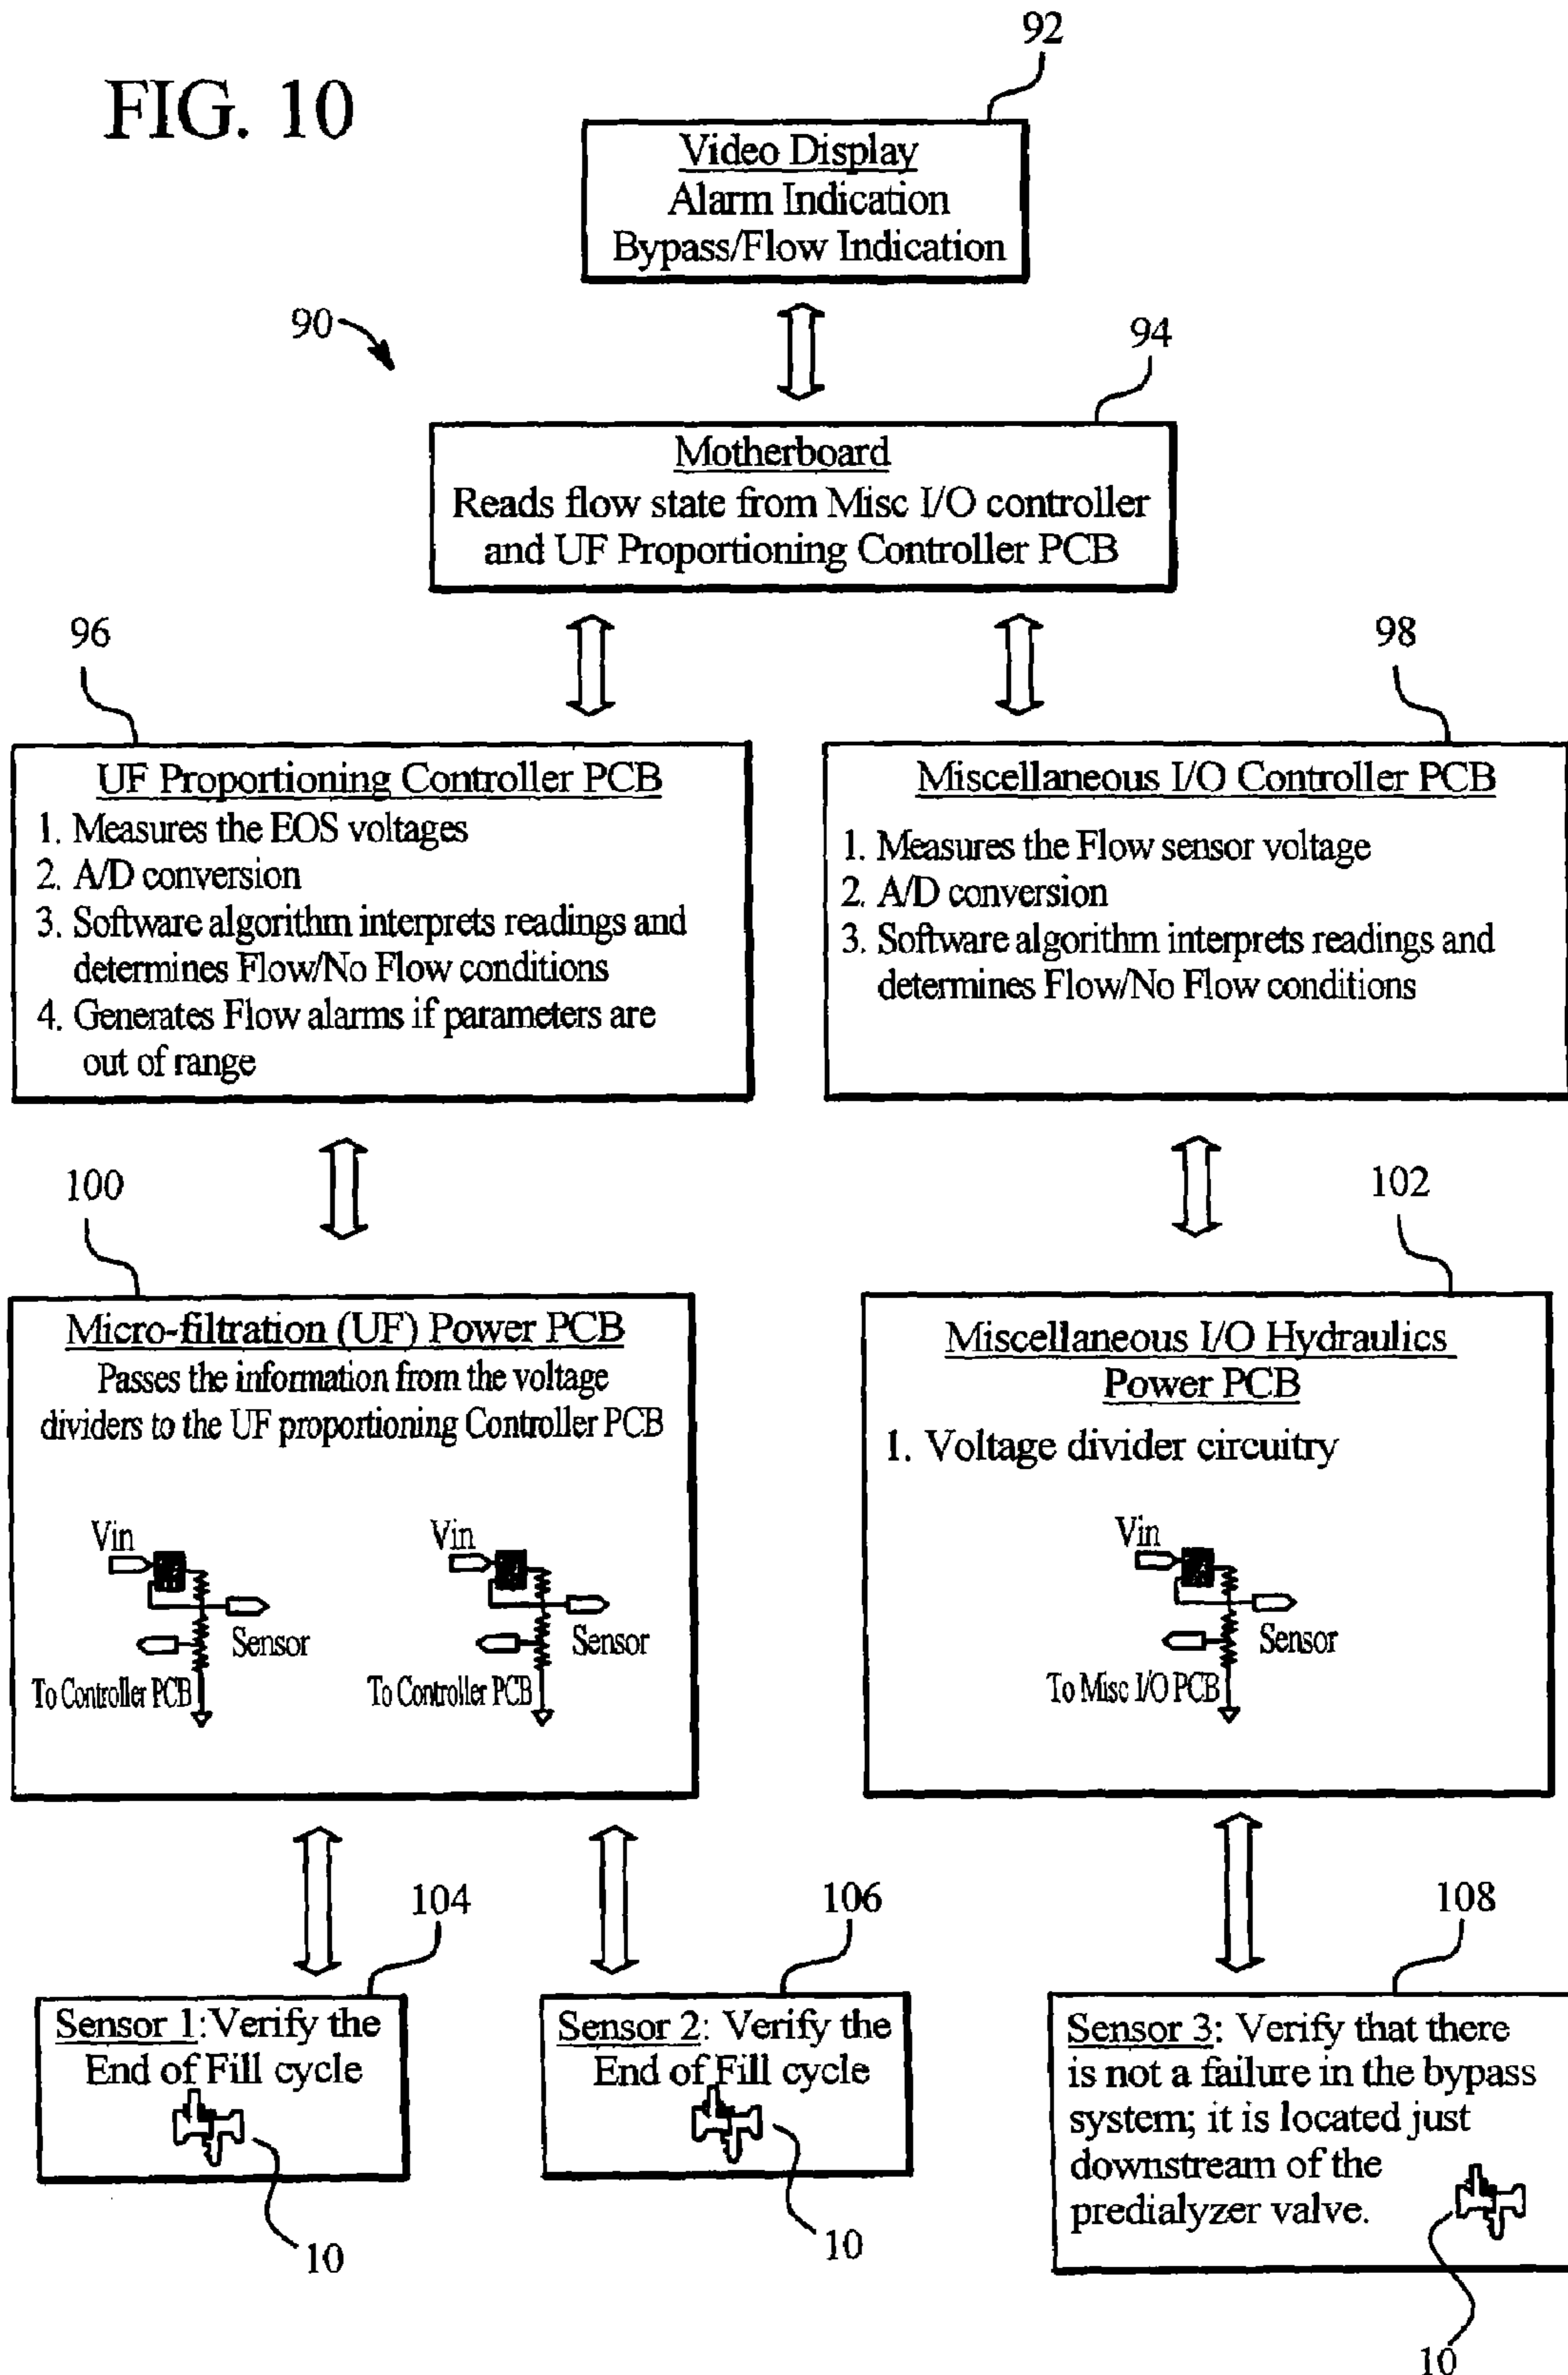 92
FIG. 10
Video Display
Alarm Indication
Bypass/Flow Indication
90
94
Motherboard
Reads flow state from Misc I/O controller
and UF Proportioning Controller PCB
96
98
UF Proportioning Controller PCB
1. Measures the EOS voltages
2. A/D conversion
3. Software algorithm interprets readings and
determines Flow/No Flow conditions
4. Generates Flow alarms if parameters are
out of range
Miscellaneous I/O Controller PCB
1. Measures the Flow sensor voltage
2. A/D conversion
3. Software algorithm interprets readings and
determines Flow/No Flow conditions
100
102
Micro-filtration (UF) Power PCB
Passes the information from the voltage
dividers to the UF proportioning Controller PCB
Vin
Sensor
To Controller PCB
Vin
Sensor
To Controller PCB
Miscellaneous I/O Hydraulics
Power PCB
1. Voltage divider circuitry
Vin
Sensor
To Misc I/O PCB
104
106
108
Sensor 1:Verify the
End of Fill cycle
10
Sensor 2: Verify the
End of Fill cycle
10
Sensor 3: Verify that there
is not a failure in the bypass
system; it is located just
downstream of the
predialyzer valve.
10